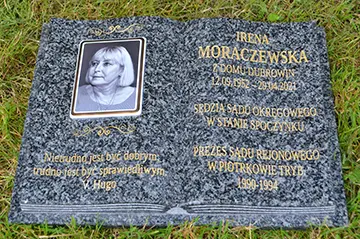 Nietrudno jest być dobrym,
trudno jest być sprawiedliwym.
V. Hugo
IRENA
MORACZEWSKA
Z DOMU DUBROWIN
12.09.1952 - 29.04.2021
SĘDZIA SĄDU OKRĘGOWEGO
W STANIE SPOCZYNKU
PREZES SĄDU REJONOWEGO
W PIOTRKOWIE TRYB.
1990-1994